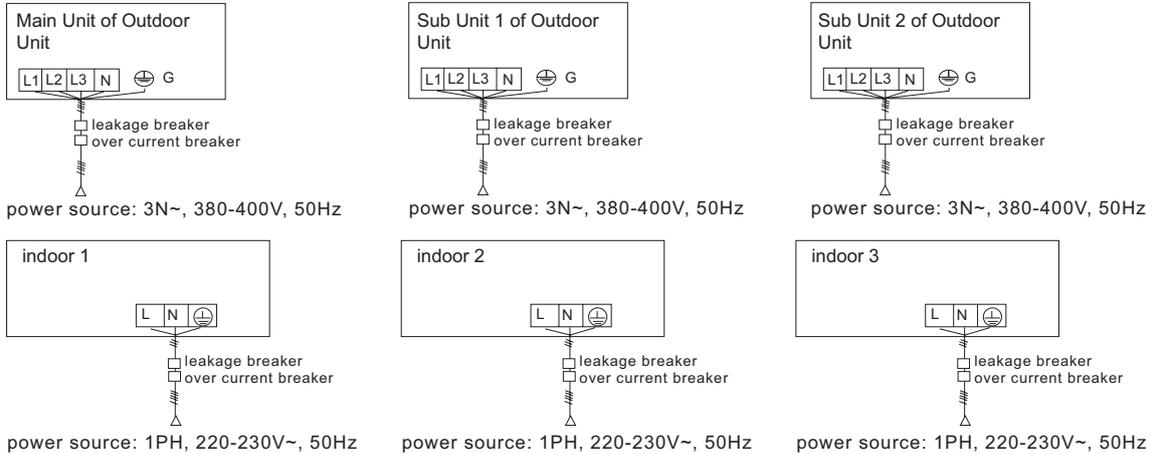 Main Unit of Outdoor
Unit
L1 L2 L3 N G
leakage breaker
over current breaker
power source: 3N~, 380-400V, 50Hz
Sub Unit 1 of Outdoor
Unit
L1 L2 L3 N G
leakage breaker
over current breaker
power source: 3N~, 380-400V, 50Hz
Sub Unit 2 of Outdoor
Unit
L1 L2 L3 N G
leakage breaker
over current breaker
power source: 3N~, 380-400V, 50Hz
indoor 1
L N
leakage breaker
over current breaker
power source: 1PH, 220-230V~, 50Hz
indoor 2
L N
leakage breaker
over current breaker
power source: 1PH, 220-230V~, 50Hz
indoor 3
L N
leakage breaker
over current breaker
power source: 1PH, 220-230V~, 50Hz